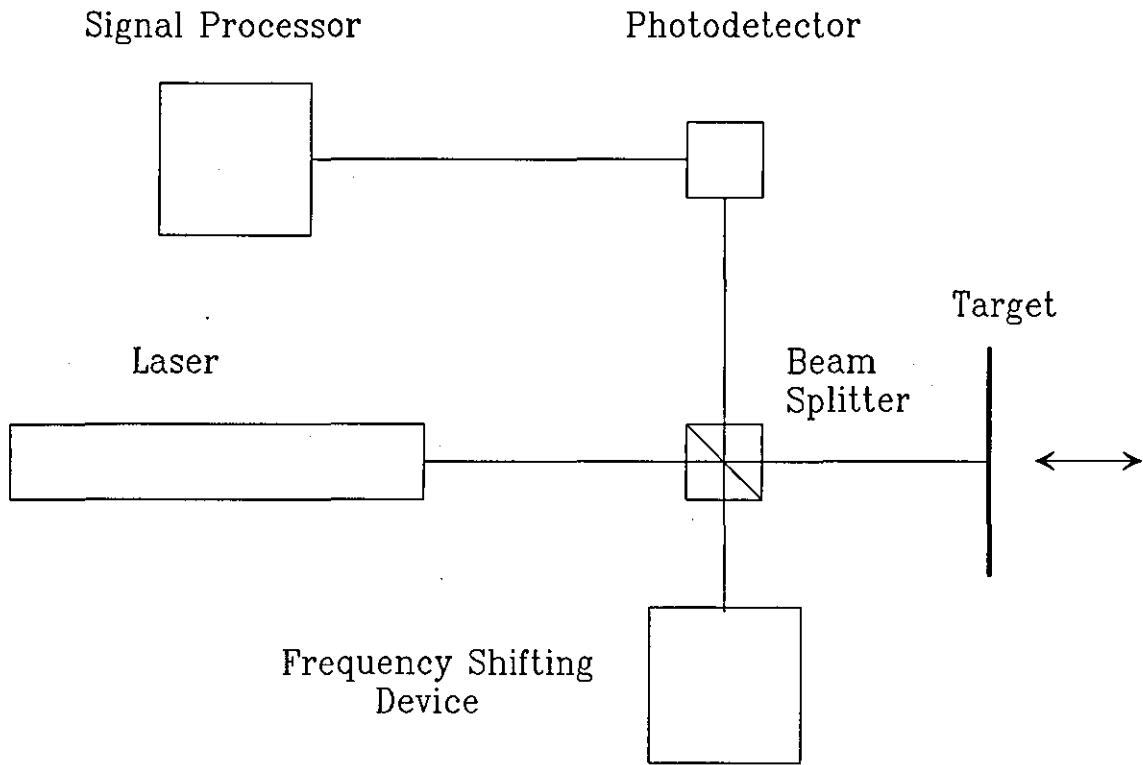 Signal Processor
Photodetector
Target
Laser
Beam
Splitter
Frequency Shifting
Device